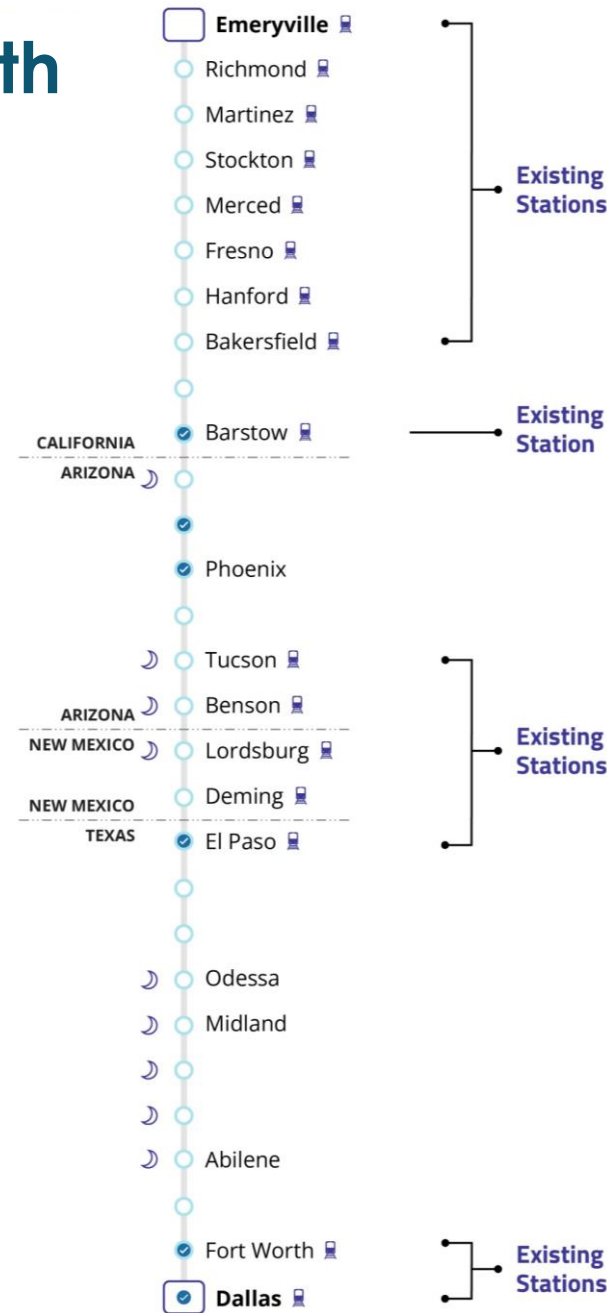 th
Emeryville
Richmond
Martinez
Stockton
Merced
Existing
Stations
Fresno
Hanford
Bakersfield
Barstow
Existing
Station
CALIFORNIA
ARIZONA
Phoenix
Tucson
Benson
ARIZONA
NEW MEXICO
Lordsburg
Existing
Stations
Deming
NEW MEXICO
TEXAS
El Paso
Odessa
Midland
Abilene
Fort Worth
Existing
Stations
Dallas